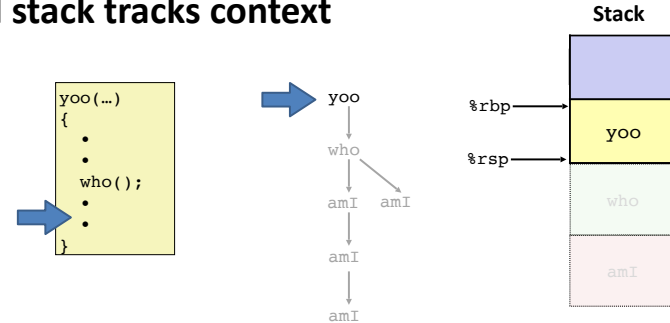 stack tracks context
Stack
yoo(…)
{
•
•
who();
•
•
}
yoo
who
amI amI
amI
amI
%rbp
%rsp
yoo
who
amI